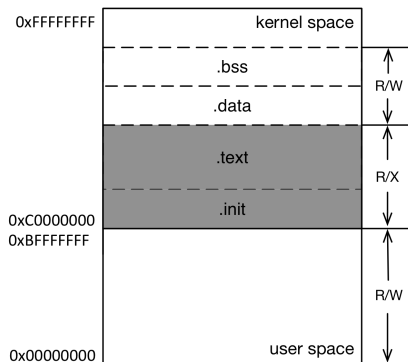 0xFFFFFFFF
kernel space
.bss
R/W
.data
.text
R/X
.init
0xC0000000
0xBFFFFFFF
R/W
user space
0x00000000